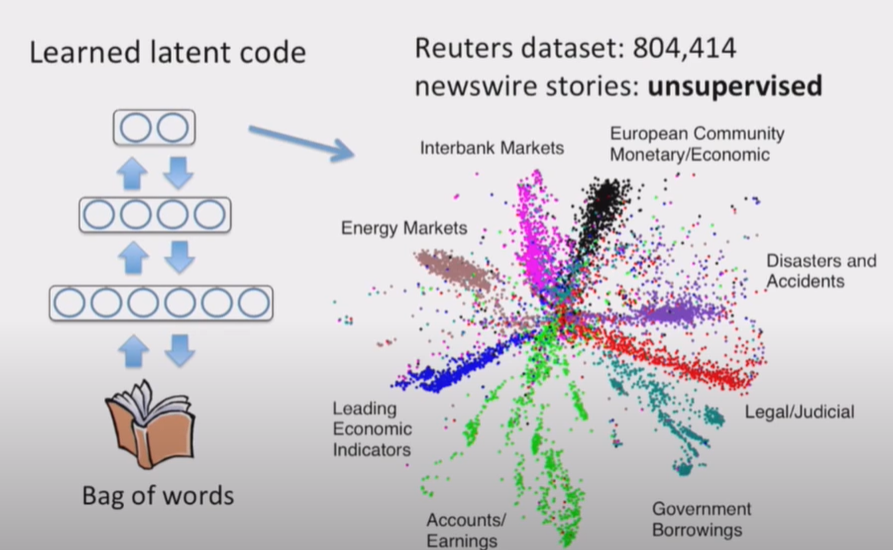 Learned latent code
Reuters dataset: 804,414
newswire stories: unsupervised
Interbank Markets
European Community
Monetary/Economic
Energy Markets
Disasters and
Accidents
Leading
Economic
Indicators
Legal/Judicial
Bag of words
Accounts/
Earnings
Government
Borrowings